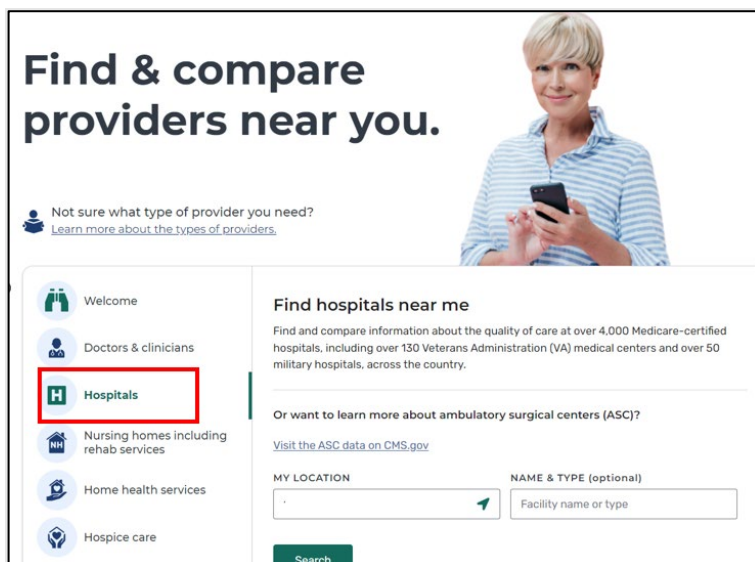 Find & compare
providers near you.
Not sure what type of provider you need?
Learn more about the types of providers.
Welcome
Doctors & clinicians
H
Hospitals
NH
Nursing homes including
rehab services
Home health services
Hospice care
Find hospitals near me
Find and compare information about the quality of care at over 4,000 Medicare-certified
hospitals, including over 130 Veterans Administration (VA) medical centers and over 50
military hospitals, across the country.
Or want to learn more about ambulatory surgical centers (ASC)?
Visit the ASC data on CMS.gov
MY LOCATION
NAME & TYPE (optional)
Facility name or type
Search